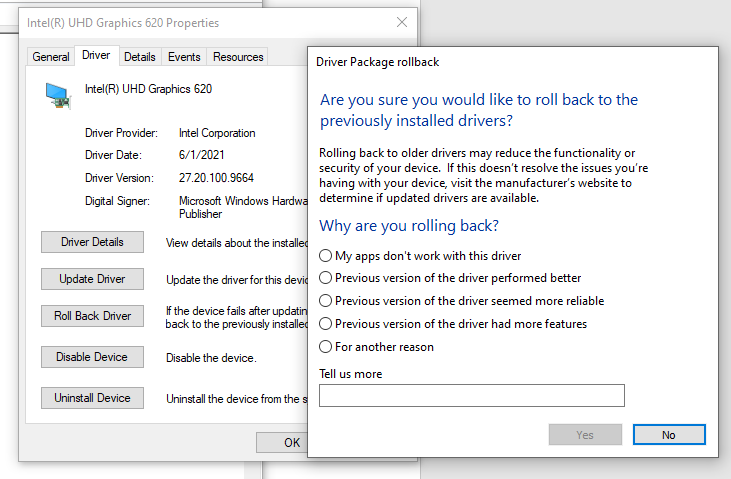 Intel(R) UHD Graphics 620 Properties
General Driver Details Events Resources
Intel(R) UHD Graphics 620
Driver Provider: Intel Corporation
Driver Date: 6/1/2021
Driver Version: 27.20.100.9664
Digital Signer: Microsoft Windows Hardwa
Publisher
Driver Details View details about the installed
Update Driver Update the driver for this devic
Roll Back Driver If the device fails after updatin
back to the previously installed
Disable Device Disable the device.
Uninstall Device Uninstall the device from the s
OK
Driver Package rollback
Are you sure you would like to roll back to the
previously installed drivers?
Rolling back to older drivers may reduce the functionality or
security of your device.  If this doesn't resolve the issues you're
having with your device, visit the manufacturer's website to
determine if updated drivers are available.
Why are you rolling back?
My apps don't work with this driver
Previous version of the driver performed better
Previous version of the driver seemed more reliable
Previous version of the driver had more features
For another reason
Tell us more
Yes No